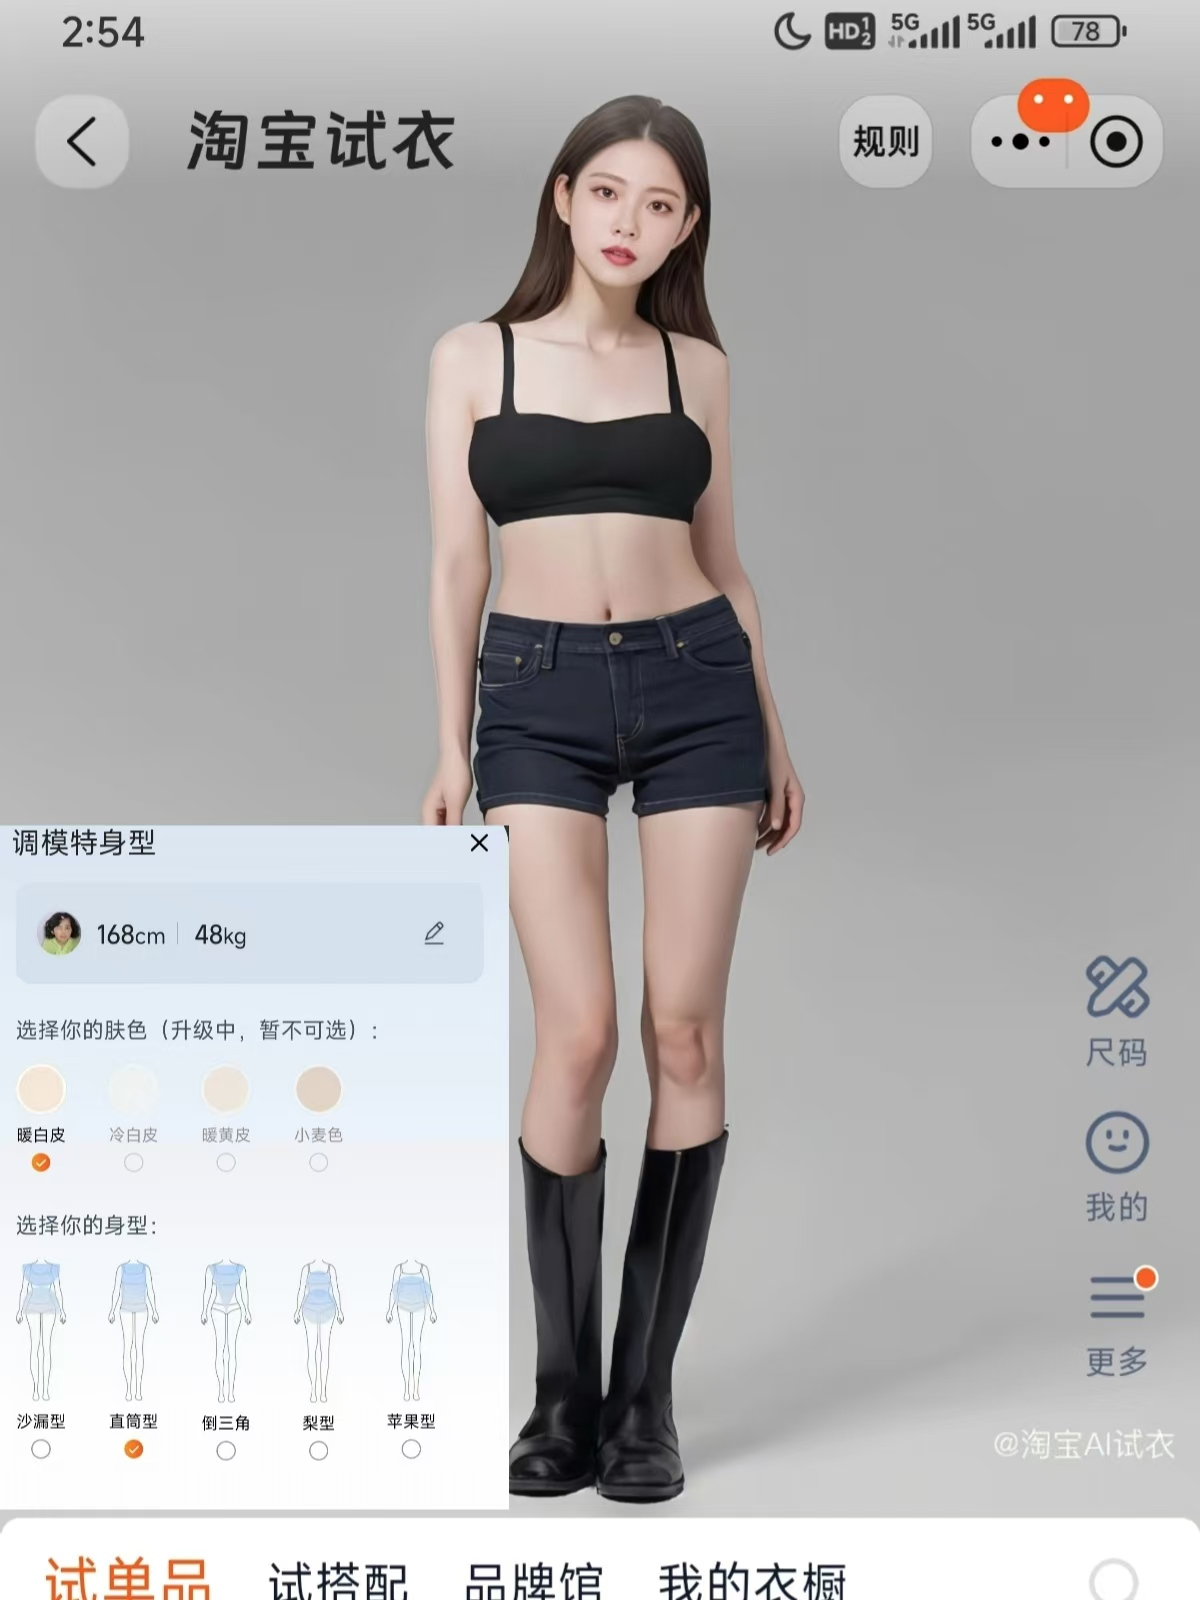 2:54
HD 1 2 5G 5G 78
淘宝试衣
规则
调模特身型
168cm 48kg
选择你的肤色（升级中，暂不可选）：
暖白皮 冷白皮 暖黄皮 小麦色
选择你的身型：
沙漏型 直筒型 倒三角 梨型 苹果型
尺码
我的
更多
@淘宝AI试衣
试单品 试搭配 品牌馆 我的衣橱